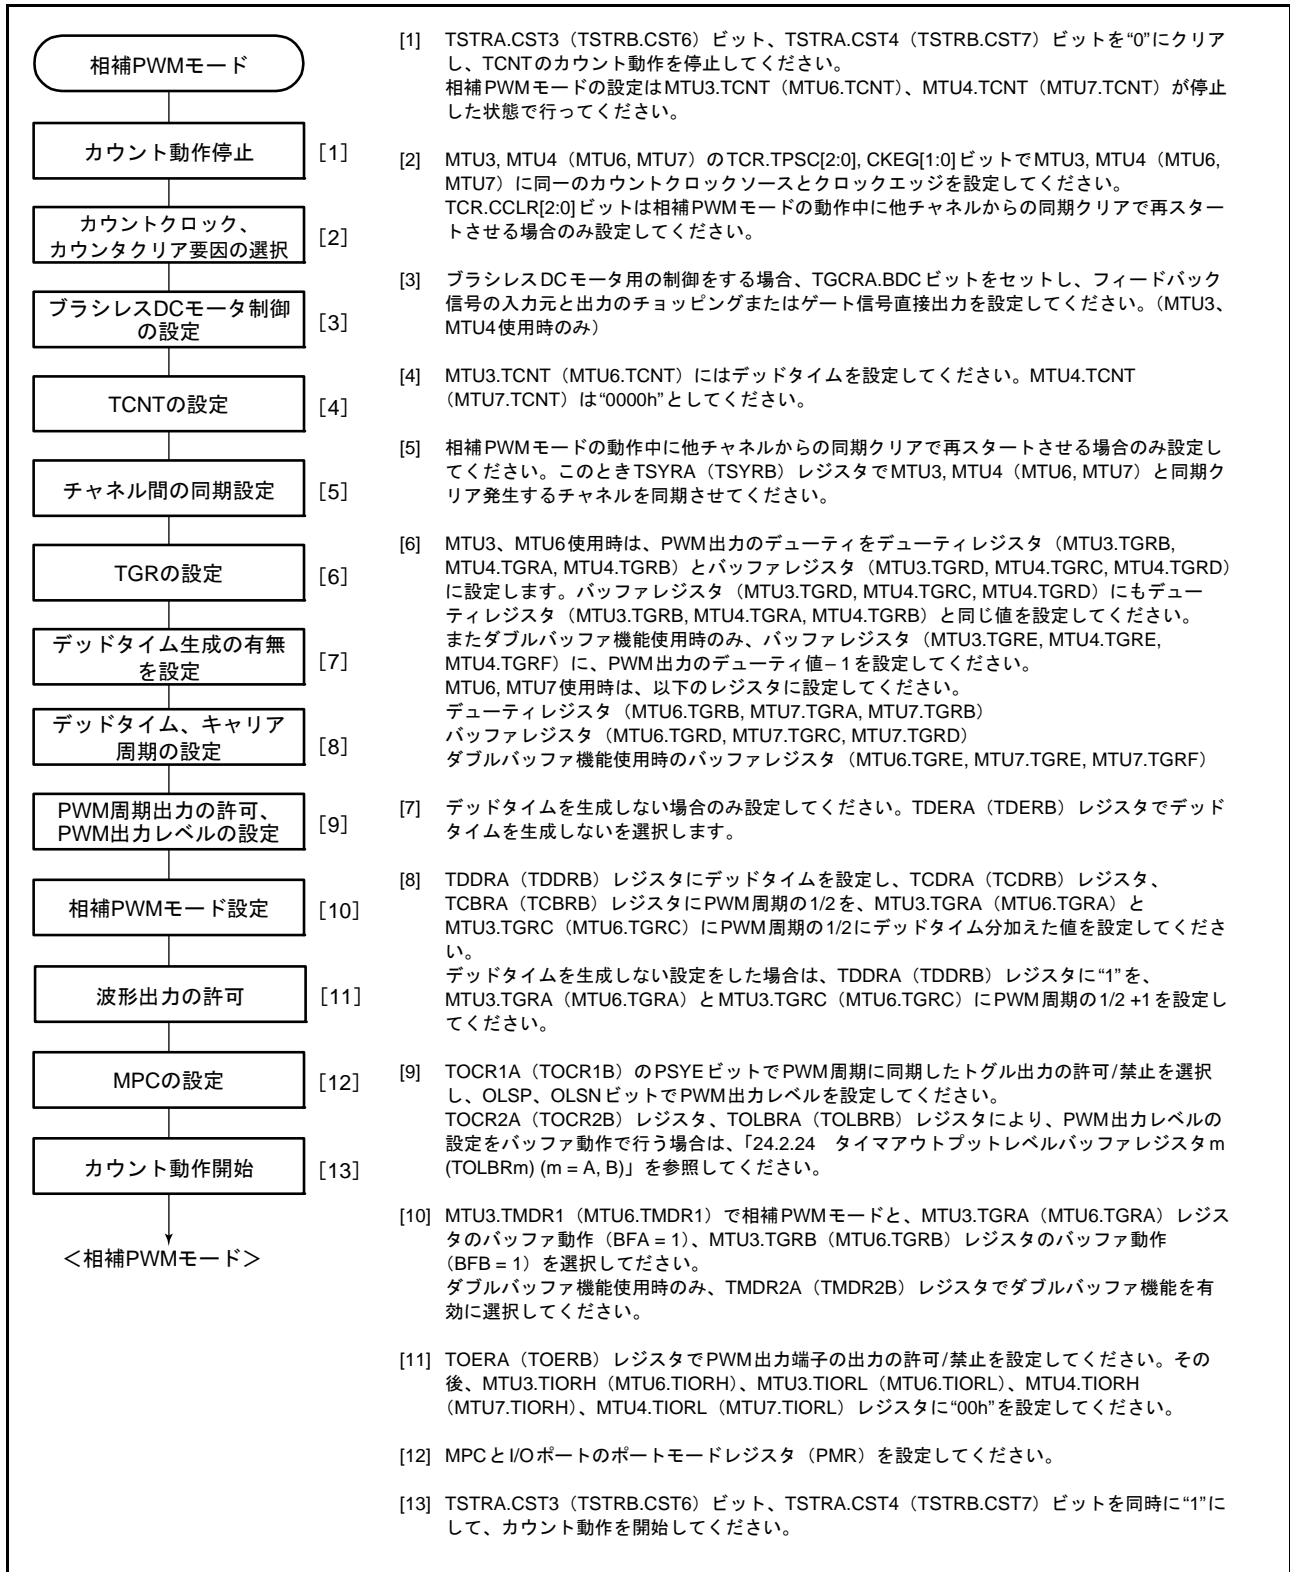 相補PWMモード
カウント動作停止 [1]
カウントクロック、
カウンタクリア要因の選択 [2]
ブラシレスDCモータ制御
の設定 [3]
TCNTの設定 [4]
チャネル間の同期設定 [5]
TGRの設定 [6]
デッドタイム生成の有無
を設定 [7]
デッドタイム、キャリア
周期の設定 [8]
PWM周期出力の許可、
PWM出力レベルの設定 [9]
相補PWMモード設定 [10]
波形出力の許可 [11]
MPCの設定 [12]
カウント動作開始 [13]
＜相補PWMモード＞
[1] TSTRA.CST3（TSTRB.CST6）ビット、TSTRA.CST4（TSTRB.CST7）ビットを“0”にクリア
し、TCNTのカウント動作を停止してください。
相補PWMモードの設定はMTU3.TCNT（MTU6.TCNT）、MTU4.TCNT（MTU7.TCNT）が停止
した状態で行ってください。
[2] MTU3, MTU4（MTU6, MTU7）のTCR.TPSC[2:0], CKEG[1:0]ビットでMTU3, MTU4（MTU6,
MTU7）に同一のカウントクロックソースとクロックエッジを設定してください。
TCR.CCLR[2:0]ビットは相補PWMモードの動作中に他チャネルからの同期クリアで再スター
トさせる場合のみ設定してください。
[3] ブラシレスDCモータ用の制御をする場合、TGCRA.BDCビットをセットし、フィードバック
信号の入力元と出力のチョッピングまたはゲート信号直接出力を設定してください。（MTU3、
MTU4使用時のみ）
[4] MTU3.TCNT（MTU6.TCNT）にはデッドタイムを設定してください。MTU4.TCNT
（MTU7.TCNT）は“0000h”としてください。
[5] 相補PWMモードの動作中に他チャネルからの同期クリアで再スタートさせる場合のみ設定し
てください。このときTSYRA（TSYRB）レジスタでMTU3, MTU4（MTU6, MTU7）と同期ク
リア発生するチャネルを同期させてください。
[6] MTU3、MTU6使用時は、PWM出力のデューティをデューティレジスタ（MTU3.TGRB,
MTU4.TGRA, MTU4.TGRB）とバッファレジスタ（MTU3.TGRD, MTU4.TGRC, MTU4.TGRD）
に設定します。バッファレジスタ（MTU3.TGRD, MTU4.TGRC, MTU4.TGRD）にもデュー
ティレジスタ（MTU3.TGRB, MTU4.TGRA, MTU4.TGRB）と同じ値を設定してください。
またダブルバッファ機能使用時のみ、バッファレジスタ（MTU3.TGRE, MTU4.TGRE,
MTU4.TGRF）に、PWM出力のデューティ値－1を設定してください。
MTU6, MTU7使用時は、以下のレジスタに設定してください。
デューティレジスタ（MTU6.TGRB, MTU7.TGRA, MTU7.TGRB）
バッファレジスタ（MTU6.TGRD, MTU7.TGRC, MTU7.TGRD）
ダブルバッファ機能使用時のバッファレジスタ（MTU6.TGRE, MTU7.TGRE, MTU7.TGRF）
[7] デッドタイムを生成しない場合のみ設定してください。TDERA（TDERB）レジスタでデッド
タイムを生成しないを選択します。
[8] TDDRA（TDDRB）レジスタにデッドタイムを設定し、TCDRA（TCDRB）レジスタ、
TCBRA（TCBRB）レジスタにPWM周期の1/2を、MTU3.TGRA（MTU6.TGRA）と
MTU3.TGRC（MTU6.TGRC）にPWM周期の1/2にデッドタイム分加えた値を設定してくださ
い。
デッドタイムを生成しない設定をした場合は、TDDRA（TDDRB）レジスタに“1”を、
MTU3.TGRA（MTU6.TGRA）とMTU3.TGRC（MTU6.TGRC）にPWM周期の1/2 +1を設定し
てください。
[9] TOCR1A（TOCR1B）のPSYEビットでPWM周期に同期したトグル出力の許可/禁止を選択
し、OLSP、OLSNビットでPWM出力レベルを設定してください。
TOCR2A（TOCR2B）レジスタ、TOLBRA（TOLBRB）レジスタにより、PWM出力レベルの
設定をバッファ動作で行う場合は、「24.2.24　タイマアウトプットレベルバッファレジスタm
(TOLBRm) (m = A, B)」を参照してください。
[10] MTU3.TMDR1（MTU6.TMDR1）で相補PWMモードと、MTU3.TGRA（MTU6.TGRA）レジス
タのバッファ動作（BFA = 1）、MTU3.TGRB（MTU6.TGRB）レジスタのバッファ動作
（BFB = 1）を選択してださい。
ダブルバッファ機能使用時のみ、TMDR2A（TMDR2B）レジスタでダブルバッファ機能を有
効に選択してください。
[11] TOERA（TOERB）レジスタでPWM出力端子の出力の許可/禁止を設定してください。その
後、MTU3.TIORH（MTU6.TIORH）、MTU3.TIORL（MTU6.TIORL）、MTU4.TIORH
（MTU7.TIORH）、MTU4.TIORL（MTU7.TIORL）レジスタに“00h”を設定してください。
[12] MPCとI/Oポートのポートモードレジスタ（PMR）を設定してください。
[13] TSTRA.CST3（TSTRB.CST6）ビット、TSTRA.CST4（TSTRB.CST7）ビットを同時に“1”に
して、カウント動作を開始してください。